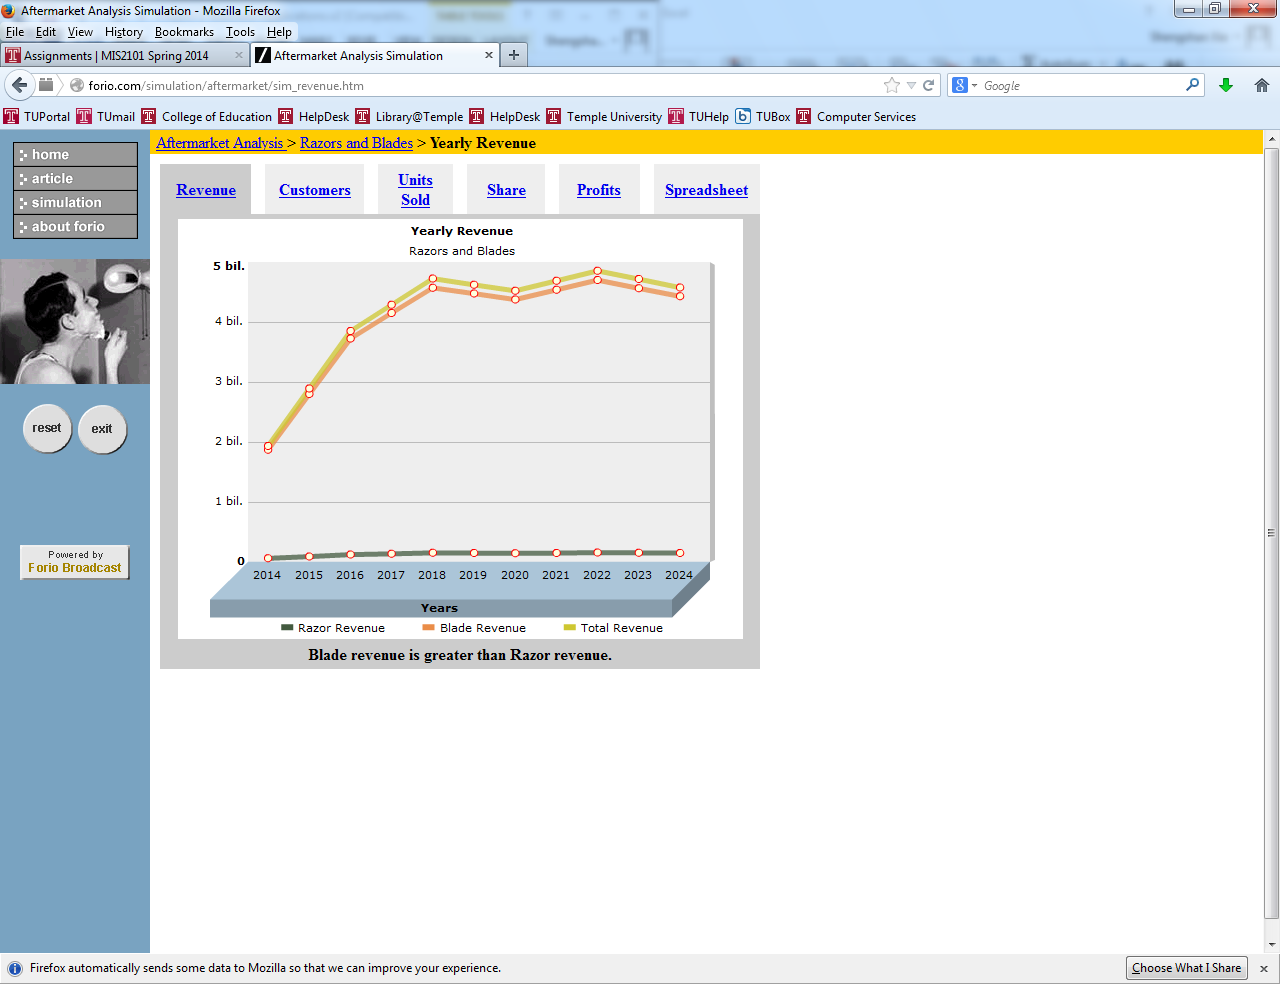 Aftermarket Analysis Simulation - Mozilla Firefox
File Edit View History Bookmarks Tools Help
Assignments | MIS2101 Spring 2014
Aftermarket Analysis Simulation
forio.com/simulation/aftermarket/sim_revenue.htm
Google
TUPortal TUmail College of Education HelpDesk Library@Temple HelpDesk Temple University TUHelp TUBox Computer Services
home
article
simulation
about forio
reset exit
Powered by
Forio Broadcast
Aftermarket Analysis > Razors and Blades > Yearly Revenue
Revenue Customers Units Sold Share Profits Spreadsheet
Yearly Revenue
Razors and Blades
5 bil.
4 bil.
3 bil.
2 bil.
1 bil.
0
2014 2015 2016 2017 2018 2019 2020 2021 2022 2023 2024
Years
Razor Revenue Blade Revenue Total Revenue
Blade revenue is greater than Razor revenue.
Firefox automatically sends some data to Mozilla so that we can improve your experience.
Choose What I Share